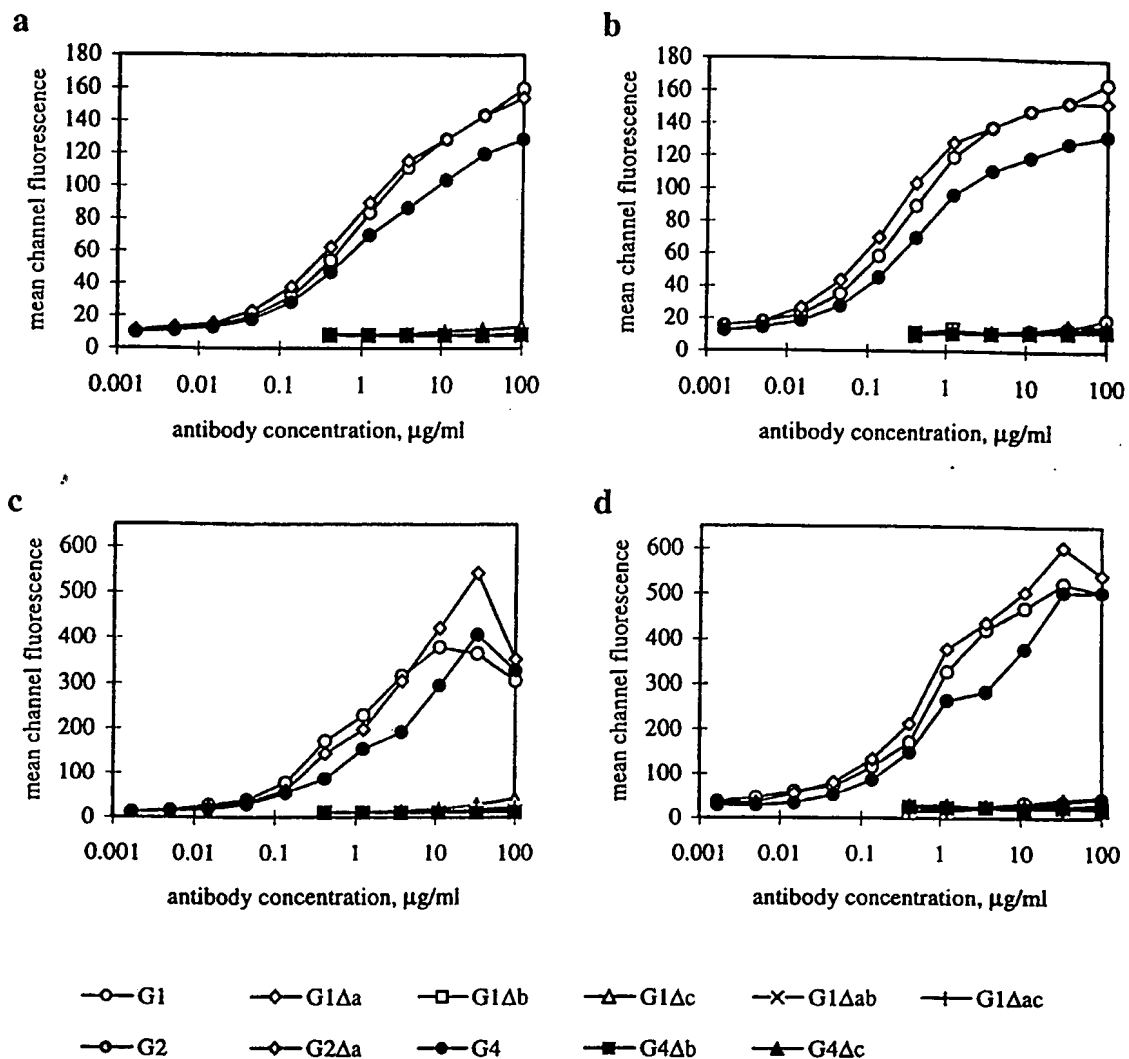 a
180
160
140
120
100
80
60
40
20
0
mean channel fluorescence
0.001 0.01 0.1 1 10 100
antibody concentration, μg/ml
b
180
160
140
120
100
80
60
40
20
0
mean channel fluorescence
0.001 0.01 0.1 1 10 100
antibody concentration, μg/ml
c
600
500
400
300
200
100
0
mean channel fluorescence
0.001 0.01 0.1 1 10 100
antibody concentration, μg/ml
d
600
500
400
300
200
100
0
mean channel fluorescence
0.001 0.01 0.1 1 10 100
antibody concentration, μg/ml
G1 G1Δa G1Δb G1Δc G1Δab G1Δac
G2 G2Δa G4 G4Δb G4Δc